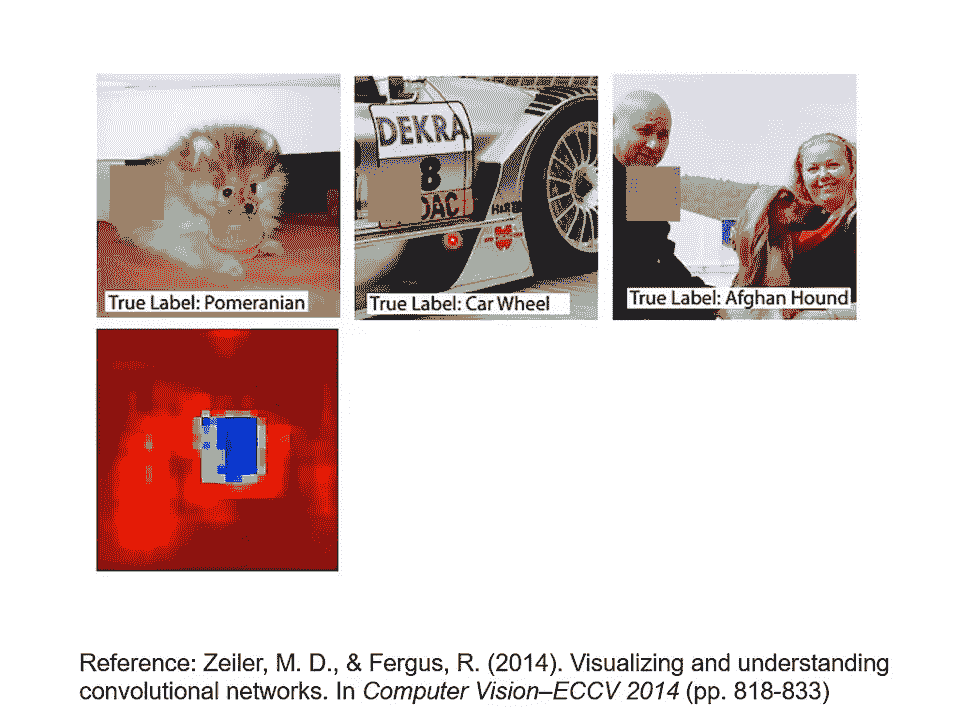 DEKRA
8
DAC
True Label: Pomeranian
True Label: Car Wheel
True Label: Afghan Hound
Reference: Zeiler, M. D., & Fergus, R. (2014). Visualizing and understanding
convolutional networks. In Computer Vision–ECCV 2014 (pp. 818-833)